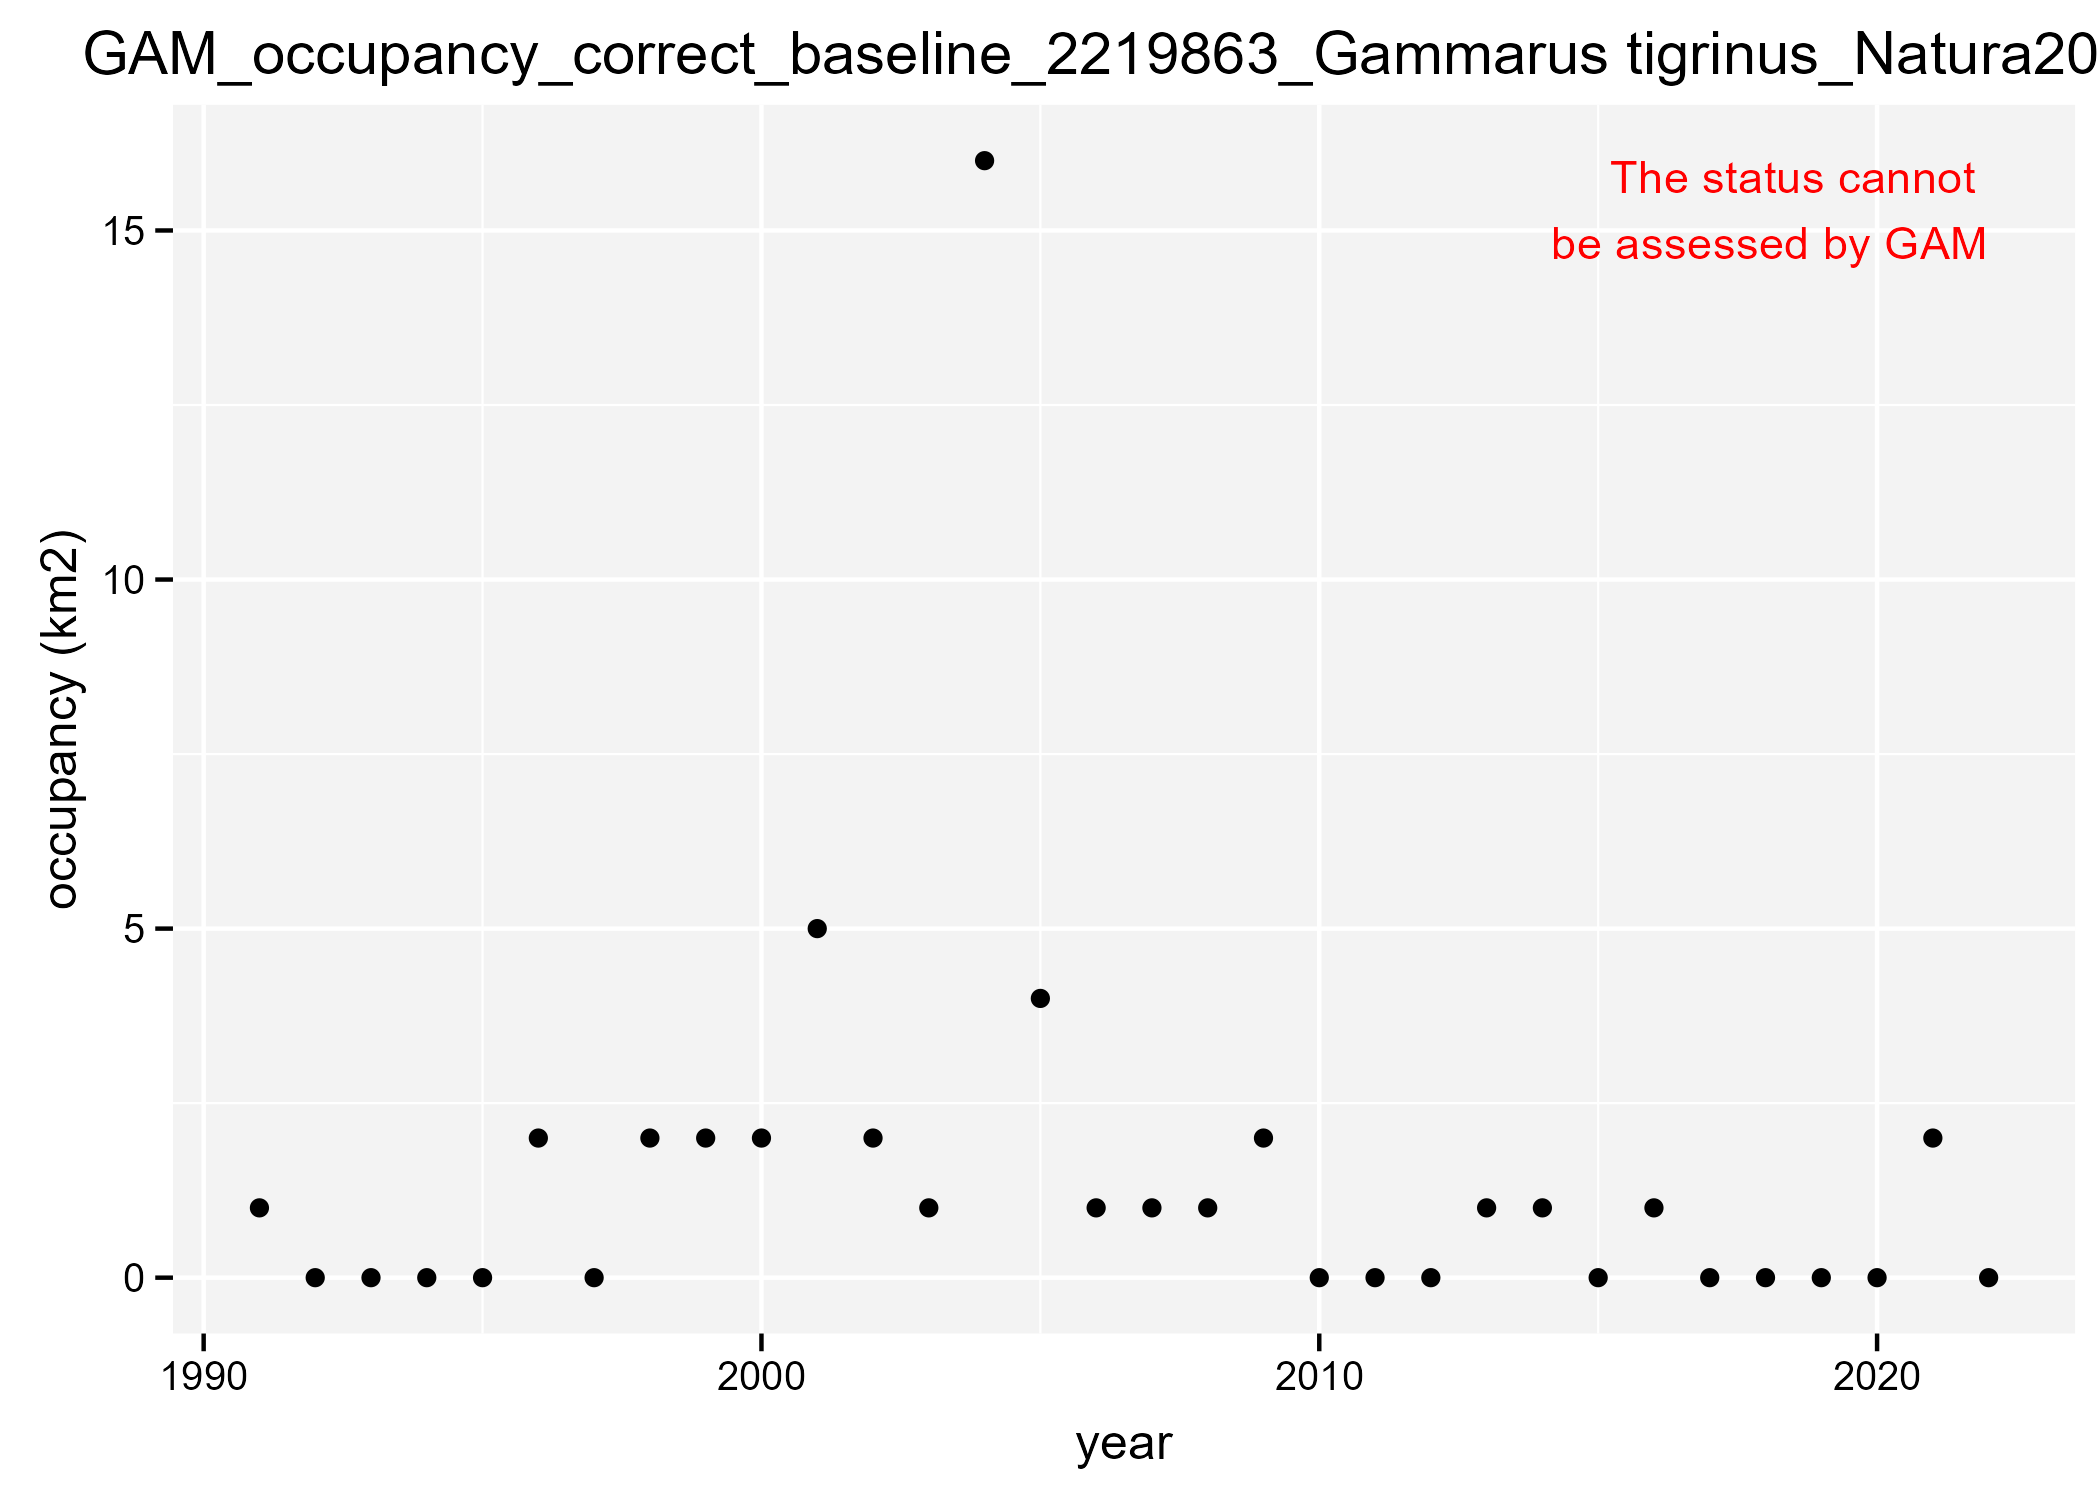 GAM_occupancy_correct_baseline_2219863_Gammarus tigrinus_Natura20
The status cannot
be assessed by GAM
15
10
5
0
occupancy (km2)
1990 2000 2010 2020
year